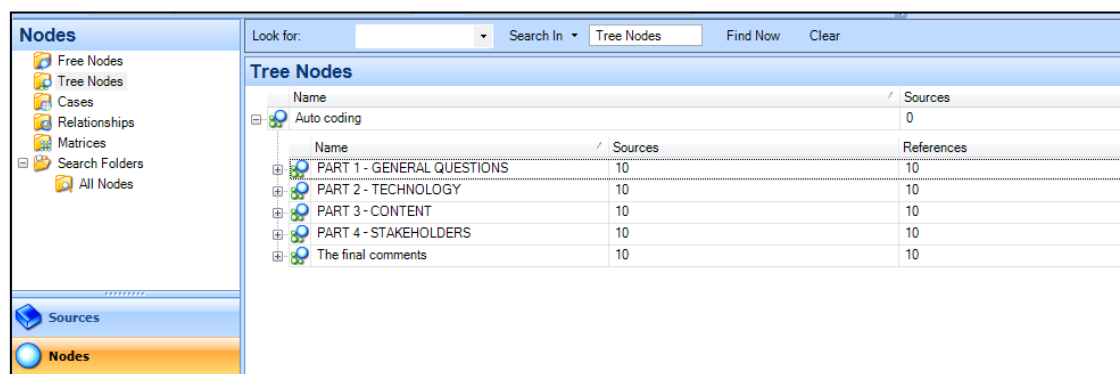 Nodes
Free Nodes
Tree Nodes
Cases
Relationships
Matrices
Search Folders
All Nodes
Sources
Nodes
Look for: Search In Tree Nodes Find Now Clear
Tree Nodes
Name Sources
Auto coding 0
Name Sources References
PART 1 - GENERAL QUESTIONS 10 10
PART 2 - TECHNOLOGY 10 10
PART 3 - CONTENT 10 10
PART 4 - STAKEHOLDERS 10 10
The final comments 10 10